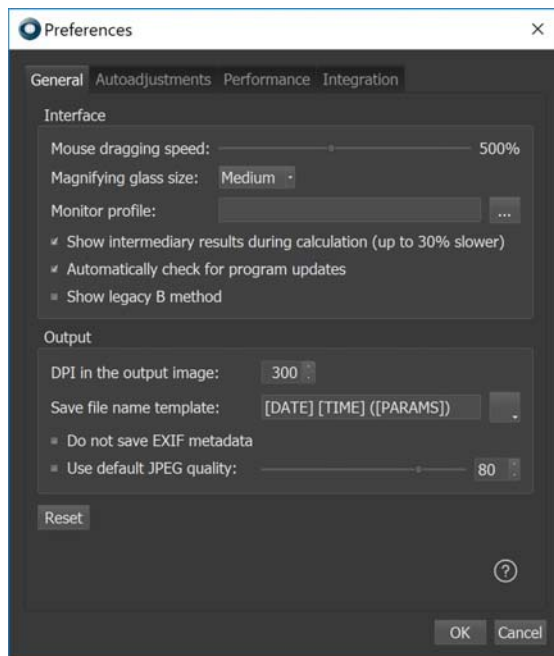 Preferences
General Autoadjustments Performance Integration
Interface
Mouse dragging speed: 500%
Magnifying glass size: Medium
Monitor profile: ...
Show intermediary results during calculation (up to 30% slower)
Automatically check for program updates
Show legacy B method
Output
DPI in the output image: 300
Save file name template: [DATE] [TIME] ([PARAMS])
Do not save EXIF metadata
Use default JPEG quality: 80
Reset
?
OK Cancel